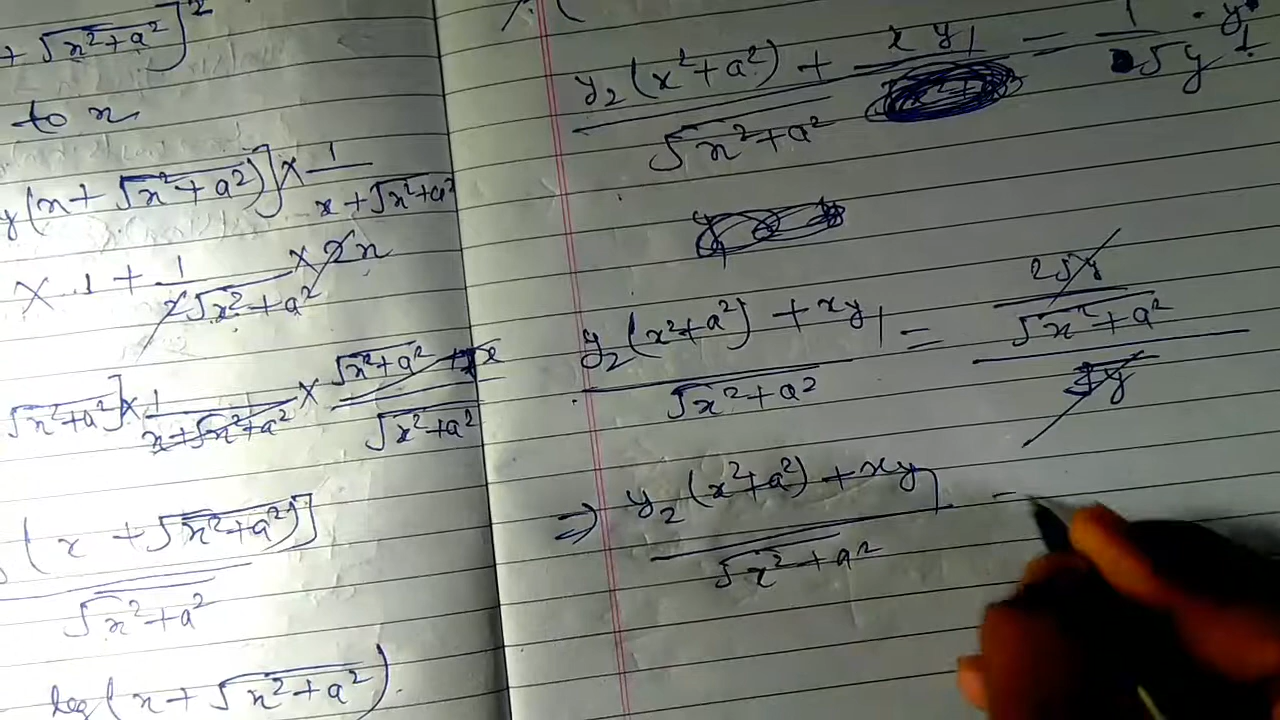 + √x²+a²]²
to x
y(x+√x²+a²)]× 1/(x+√x²+a²)
× 1 + 1/(2√x²+a²) × 2x
√x²+a²]× 1/(x+√x²+a²) × (√x²+a² + x)/√x²+a²
(x +√x²+a²)]/√x²+a²
log(x+√x²+a²).
(y₂(x²+a²) + xy₁)/√x²+a² = 1/√y · y₁
(y₂(x²+a²) + xy₁)/√x²+a² = (2√y/√x²+a²)/√y
⇒ (y₂(x²+a²) + xy₁)/√x²+a² =